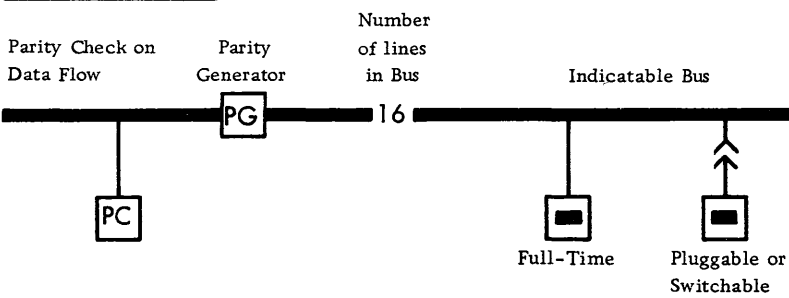 Parity Check on
Data Flow
Parity
Generator
Number
of lines
in Bus
Indicatable Bus
PG
16
PC
Full-Time
Pluggable or
Switchable